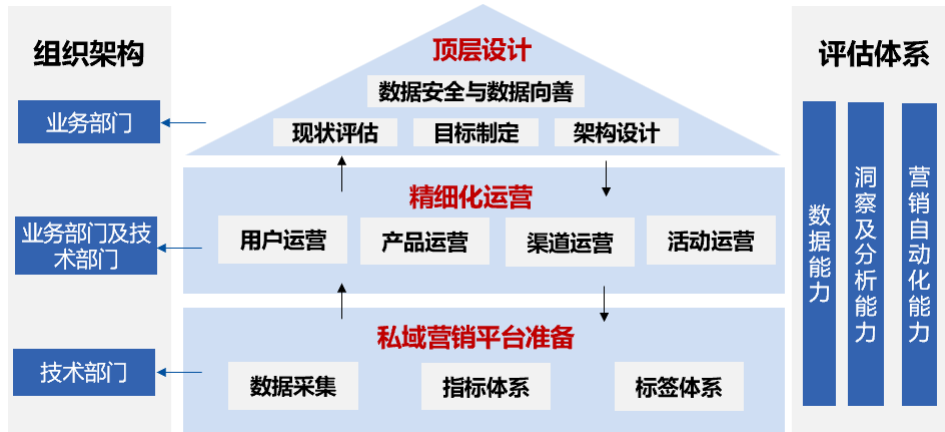 组织架构
业务部门
业务部门及技
术部门
技术部门
顶层设计
数据安全与数据向善
现状评估
目标制定
架构设计
精细化运营
用户运营
产品运营
渠道运营
活动运营
私域营销平台准备
数据采集
指标体系
标签体系
评估体系
数据能力
洞察及分析能力
营销自动化能力